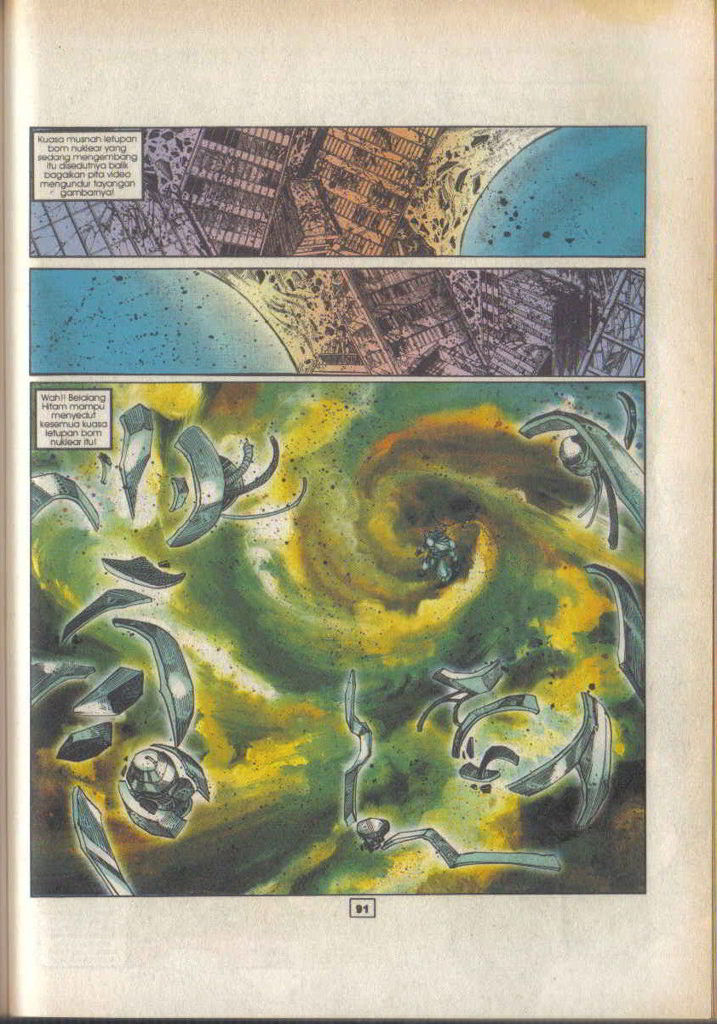 Kuasa musnah letupan
bom nuklear yang
sedang mengembang
itu disedutnya balik
bagaikan pita video
mengundur tayangan
gambarnya!
Wah!! Belalang
Hitam mampu
menyedut
kesemua kuasa
letupan bom
nuklear itu!
91